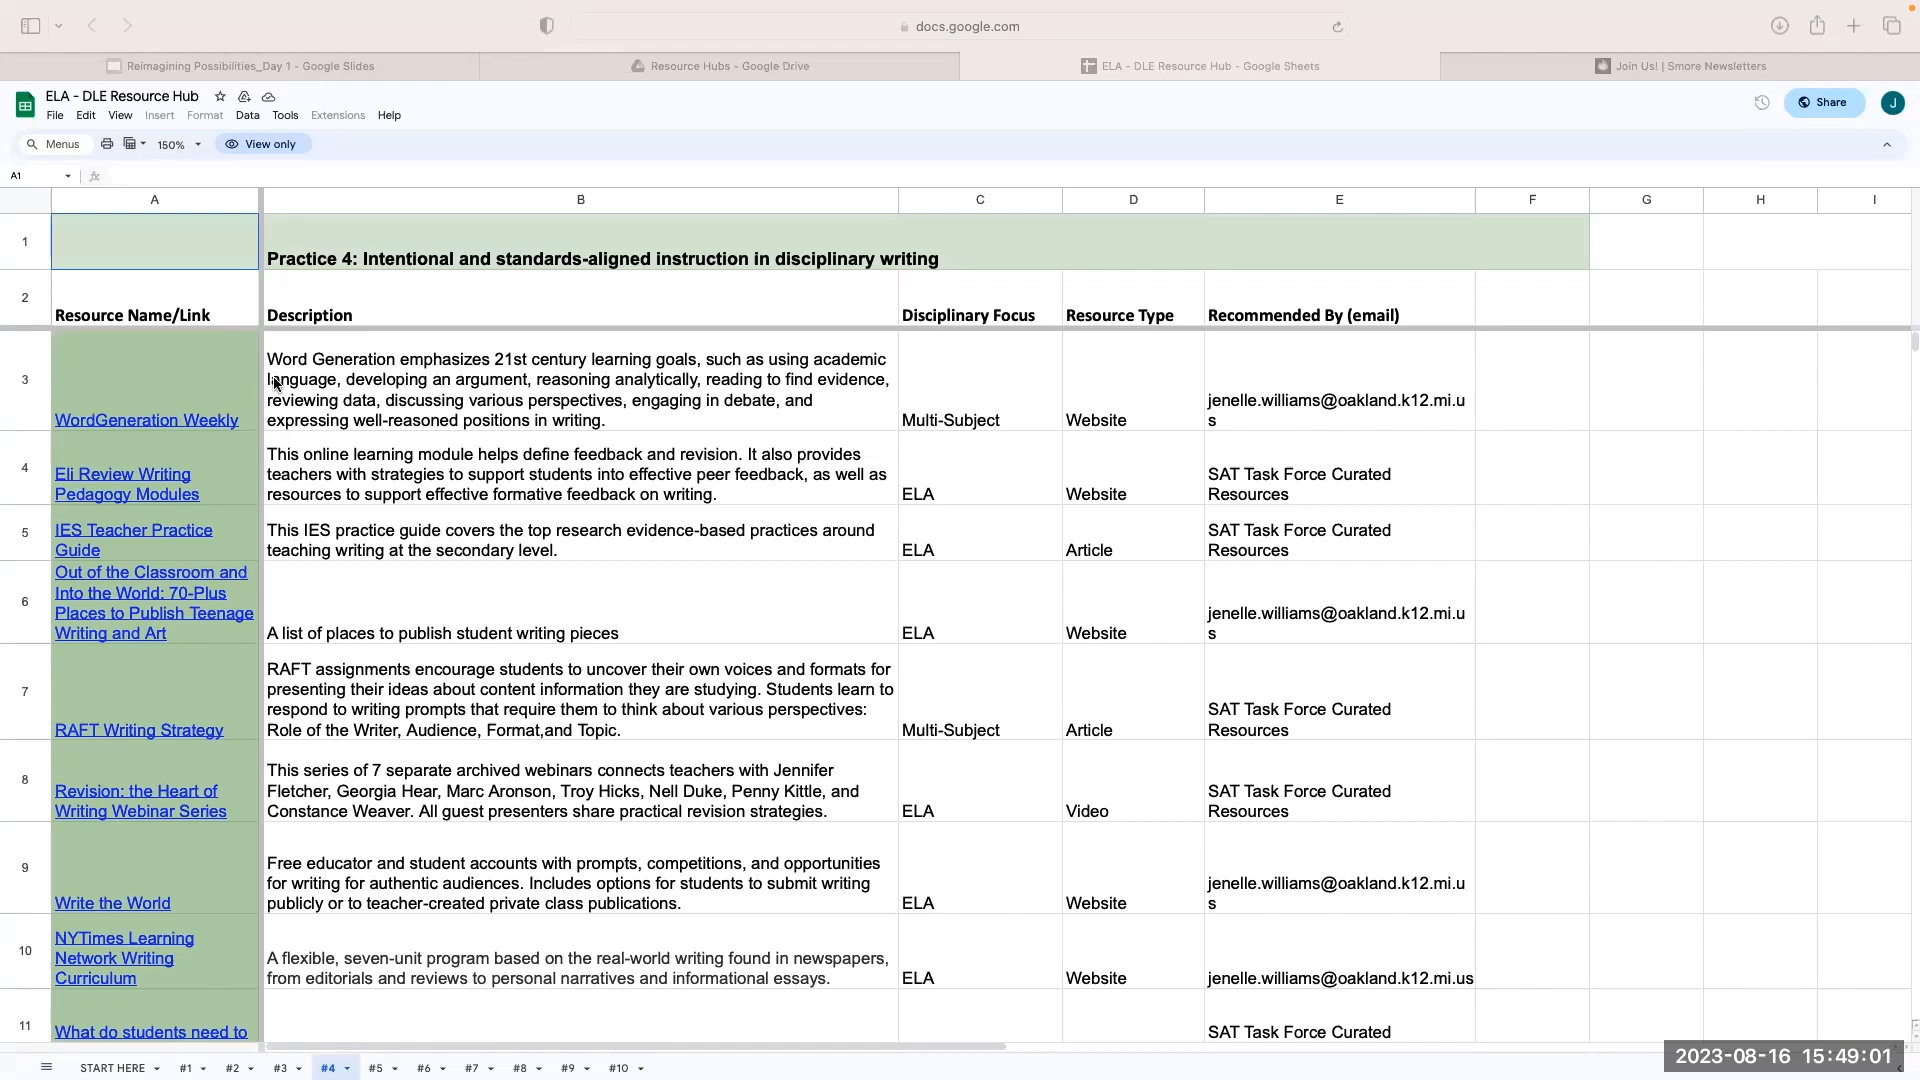 docs.google.com
Reimagining Possibilities_Day 1 - Google Slides
Resource Hubs - Google Drive
ELA - DLE Resource Hub - Google Sheets
Join Us! | Smore Newsletters
ELA - DLE Resource Hub
File Edit View Insert Format Data Tools Extensions Help
Share
J
Menus
150%
View only
A1
fx
A B C D E F G H I
1
Practice 4: Intentional and standards-aligned instruction in disciplinary writing
2
Resource Name/Link
Description
Disciplinary Focus
Resource Type
Recommended By (email)
3
WordGeneration Weekly
Word Generation emphasizes 21st century learning goals, such as using academic
language, developing an argument, reasoning analytically, reading to find evidence,
reviewing data, discussing various perspectives, engaging in debate, and
expressing well-reasoned positions in writing.
Multi-Subject
Website
jenelle.williams@oakland.k12.mi.u
s
4
Eli Review Writing
Pedagogy Modules
This online learning module helps define feedback and revision. It also provides
teachers with strategies to support students into effective peer feedback, as well as
resources to support effective formative feedback on writing.
ELA
Website
SAT Task Force Curated
Resources
5
IES Teacher Practice
Guide
This IES practice guide covers the top research evidence-based practices around
teaching writing at the secondary level.
ELA
Article
SAT Task Force Curated
Resources
6
Out of the Classroom and
Into the World: 70-Plus
Places to Publish Teenage
Writing and Art
A list of places to publish student writing pieces
ELA
Website
jenelle.williams@oakland.k12.mi.u
s
7
RAFT Writing Strategy
RAFT assignments encourage students to uncover their own voices and formats for
presenting their ideas about content information they are studying. Students learn to
respond to writing prompts that require them to think about various perspectives:
Role of the Writer, Audience, Format,and Topic.
Multi-Subject
Article
SAT Task Force Curated
Resources
8
Revision: the Heart of
Writing Webinar Series
This series of 7 separate archived webinars connects teachers with Jennifer
Fletcher, Georgia Hear, Marc Aronson, Troy Hicks, Nell Duke, Penny Kittle, and
Constance Weaver. All guest presenters share practical revision strategies.
ELA
Video
SAT Task Force Curated
Resources
9
Write the World
Free educator and student accounts with prompts, competitions, and opportunities
for writing for authentic audiences. Includes options for students to submit writing
publicly or to teacher-created private class publications.
ELA
Website
jenelle.williams@oakland.k12.mi.u
s
10
NYTimes Learning
Network Writing
Curriculum
A flexible, seven-unit program based on the real-world writing found in newspapers,
from editorials and reviews to personal narratives and informational essays.
ELA
Website
jenelle.williams@oakland.k12.mi.us
11
What do students need to
SAT Task Force Curated
START HERE #1 #2 #3 #4 #5 #6 #7 #8 #9 #10
2023-08-16 15:49:01